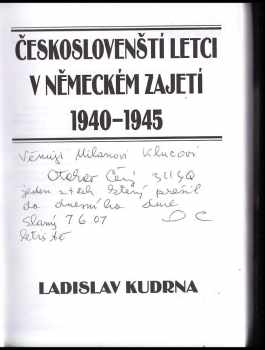 ČESKOSLOVENŠTÍ LETCI
V NĚMECKÉM ZAJETÍ
1940–1945
Věnuji Milanovi Klucovi
Otakar Černý 311 SQ
jeden z těch který přežil
do dnešního dne
Slaný 7 6 07
LADISLAV KUDRNA